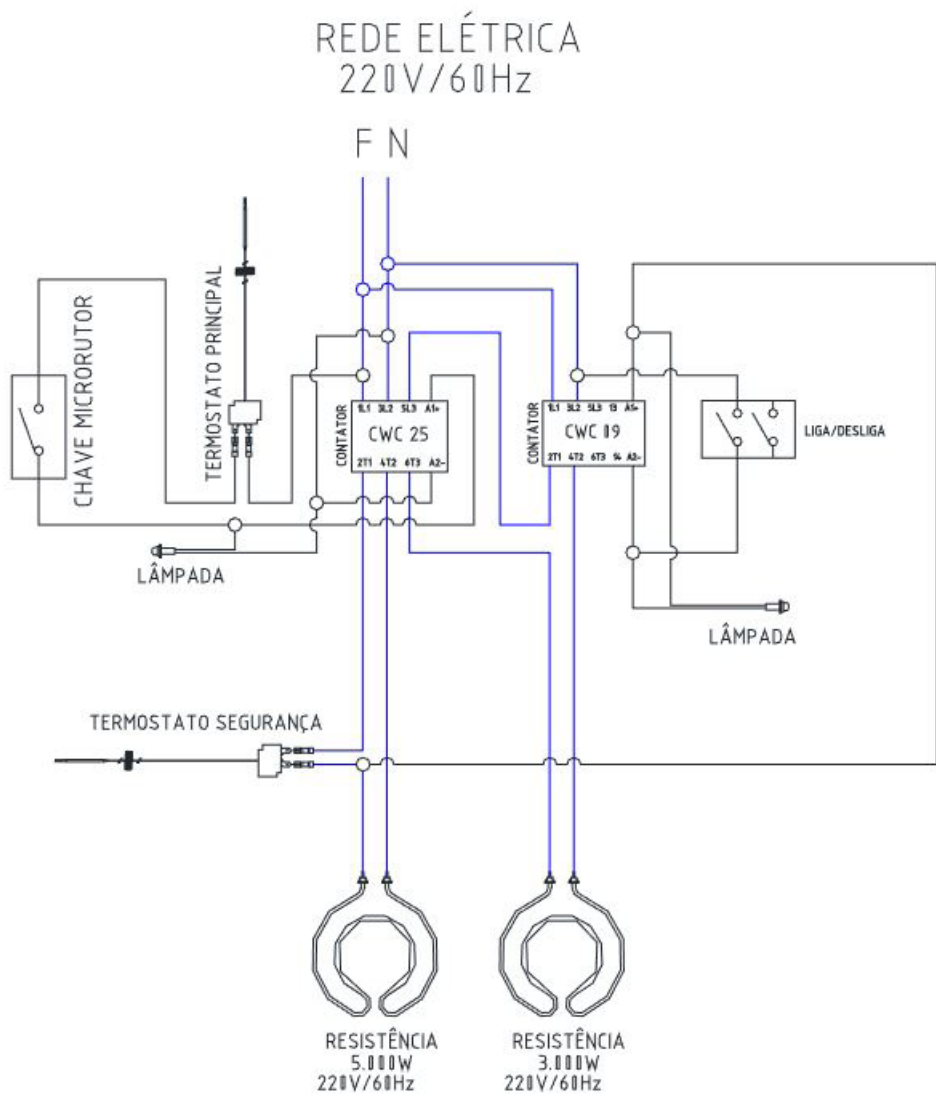 REDE ELÉTRICA
220V/60Hz
F N
CHAVE MICRORUTOR
TERMOSTATO PRINCIPAL
CONTATOR
1L1 3L2 5L3 A1+
CWC 25
2T1 4T2 6T3 A2-
CONTATOR
1L1 3L2 5L3 13 A5+
CWC 09
2T1 4T2 6T3 14 A2-
LIGA/DESLIGA
LÂMPADA
LÂMPADA
TERMOSTATO SEGURANÇA
RESISTÊNCIA
5.000W
220V/60Hz
RESISTÊNCIA
3.000W
220V/60Hz